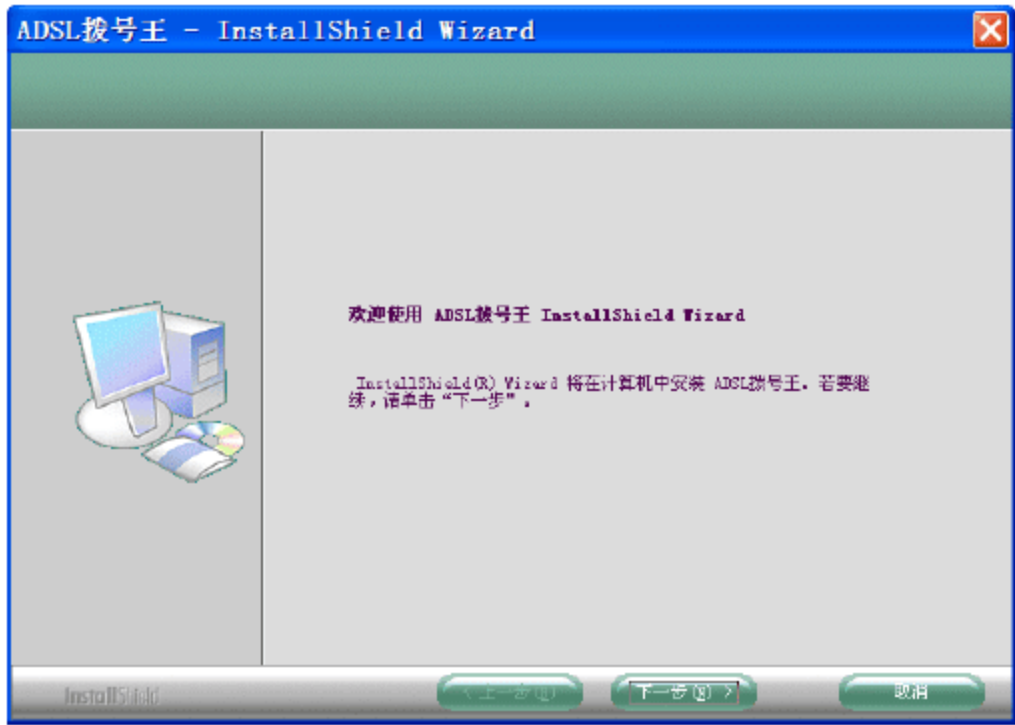 ADSL拨号王 - InstallShield Wizard
欢迎使用 ADSL拨号王 InstallShield Wizard
InstallShield(R) Wizard 将在计算机中安装 ADSL拨号王。若要继
续，请单击“下一步”。
InstallShield
< 上一步(B)
下一步(N) >
取消